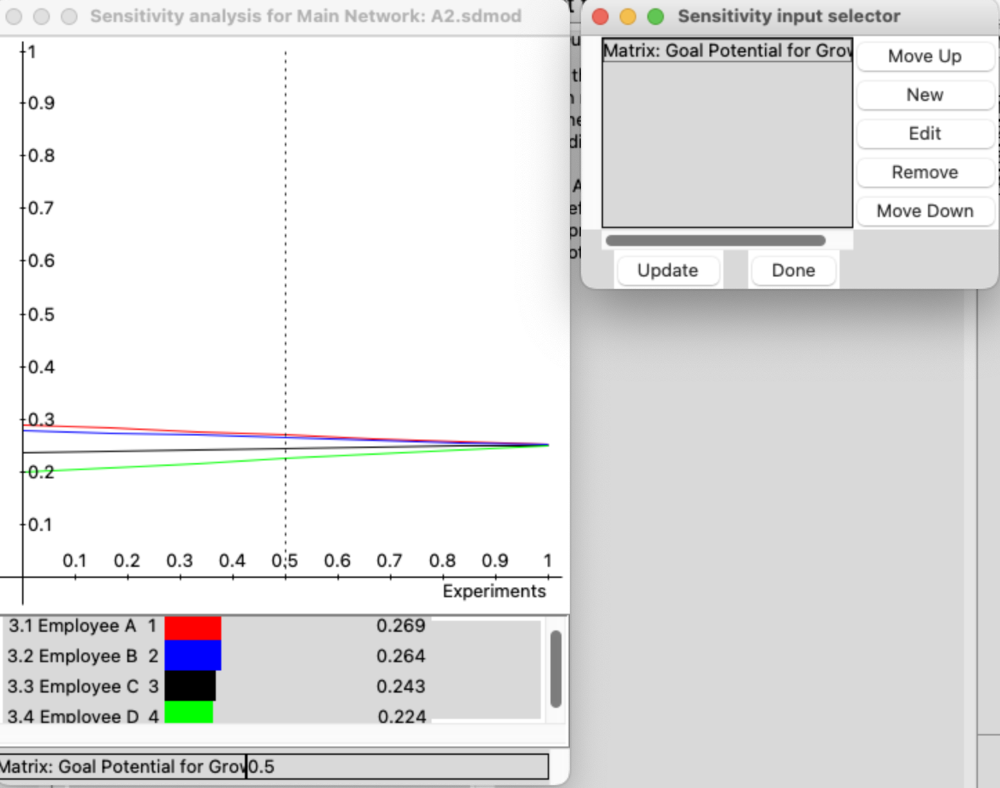 Sensitivity analysis for Main Network: A2.sdmod
1
0.9
0.8
0.7
0.6
0.5
0.4
0.3
0.2
0.1
0.1 0.2 0.3 0.4 0.5 0.6 0.7 0.8 0.9 1
Experiments
3.1 Employee A 1 0.269
3.2 Employee B 2 0.264
3.3 Employee C 3 0.243
3.4 Employee D 4 0.224
Matrix: Goal Potential for Grov 0.5
Sensitivity input selector
Matrix: Goal Potential for Grov
Move Up
New
Edit
Remove
Move Down
Update Done